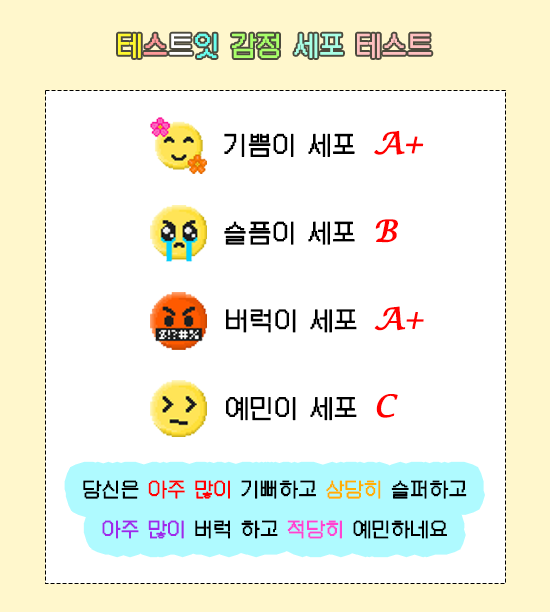 테스트잇 감정 세포 테스트
기쁨이 세포 A+
슬픔이 세포 B
버럭이 세포 A+
$!?#%
예민이 세포 C
당신은 아주 많이 기뻐하고 상당히 슬퍼하고
아주 많이 버럭 하고 적당히 예민하네요